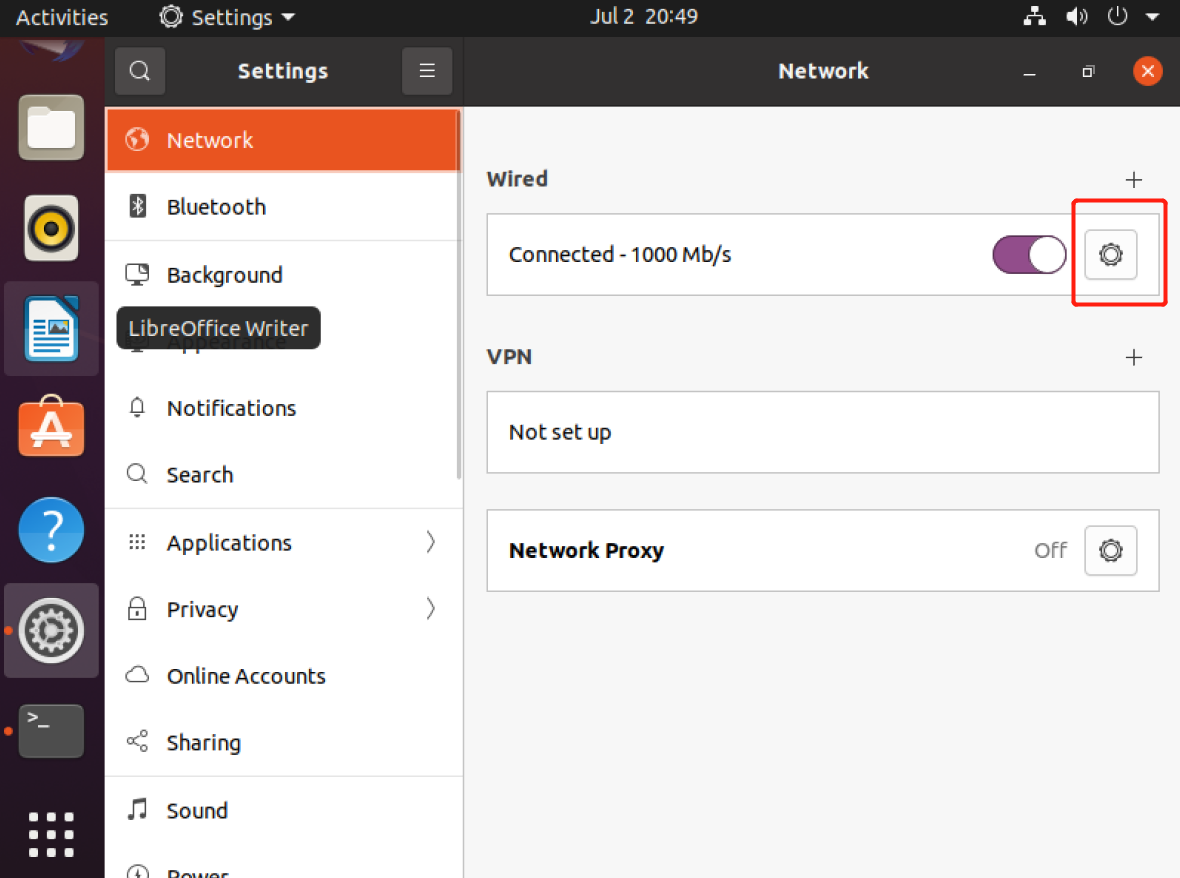 Activities
Settings
Jul 2 20:49
Settings
Network
Network
Bluetooth
Background
LibreOffice Writer
Appearance
Notifications
Search
Applications
Privacy
Online Accounts
Sharing
Sound
Power
Wired
Connected - 1000 Mb/s
VPN
Not set up
Network Proxy
Off